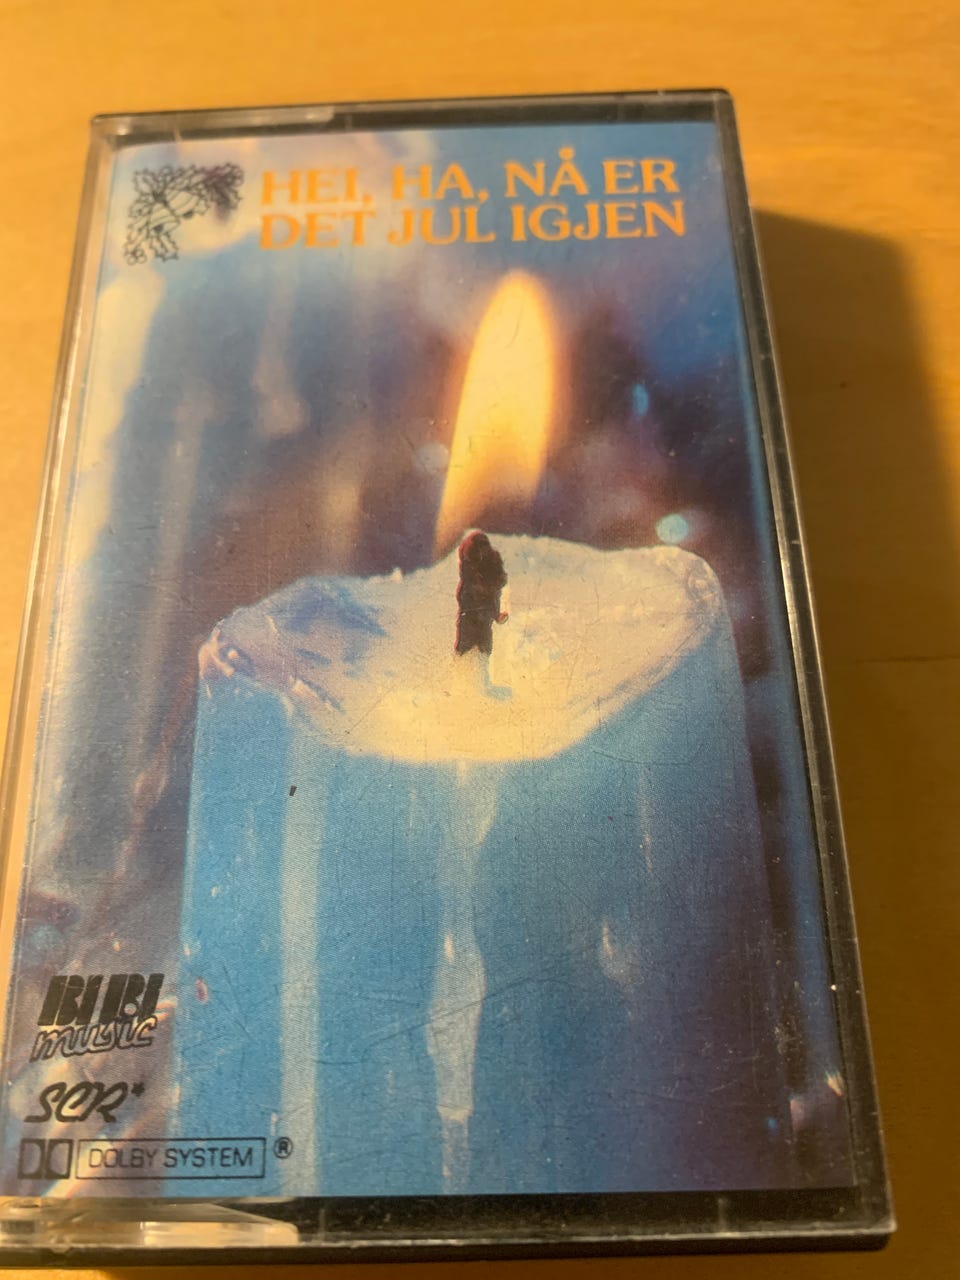 HEI, HA, NÅ ER
DET JUL IGJEN
BIBI
music
SCR*
DOLBY SYSTEM ®